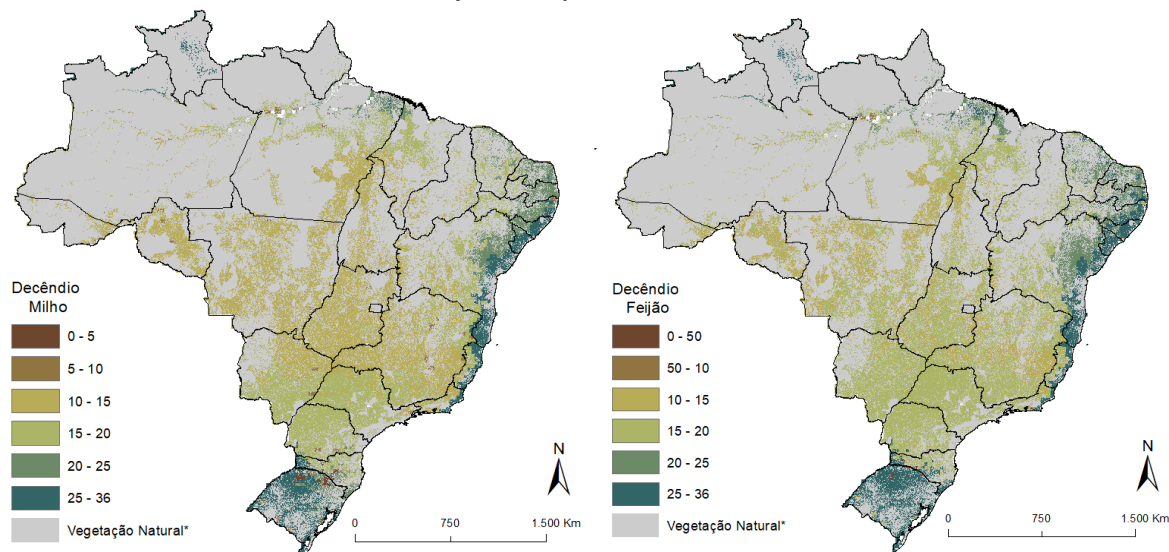 Decêndio
Milho
0 - 5
5 - 10
10 - 15
15 - 20
20 - 25
25 - 36
Vegetação Natural*
N
0 750 1.500 Km
Decêndio
Feijão
0 - 50
50 - 10
10 - 15
15 - 20
20 - 25
25 - 36
Vegetação Natural*
N
0 750 1.500 Km